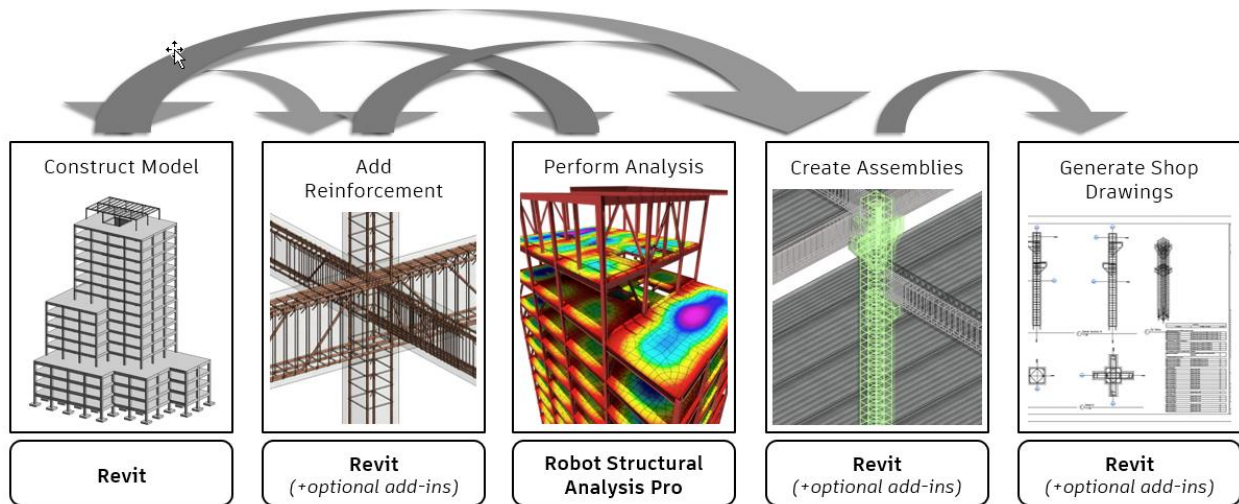 Construct Model
Add
Reinforcement
Perform Analysis
Create Assemblies
Generate Shop
Drawings
Revit
Revit
(+optional add-ins)
Robot Structural
Analysis Pro
Revit
(+optional add-ins)
Revit
(+optional add-ins)